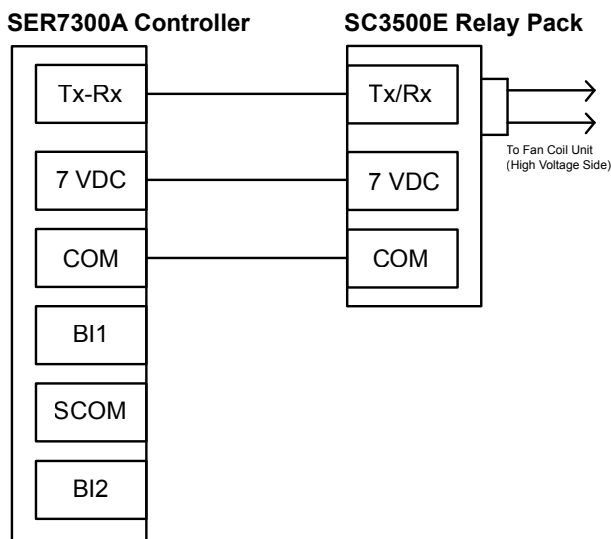 SER7300A Controller
SC3500E Relay Pack
Tx-Rx
Tx/Rx
To Fan Coil Unit
(High Voltage Side)
7 VDC
7 VDC
COM
COM
BI1
SCOM
BI2